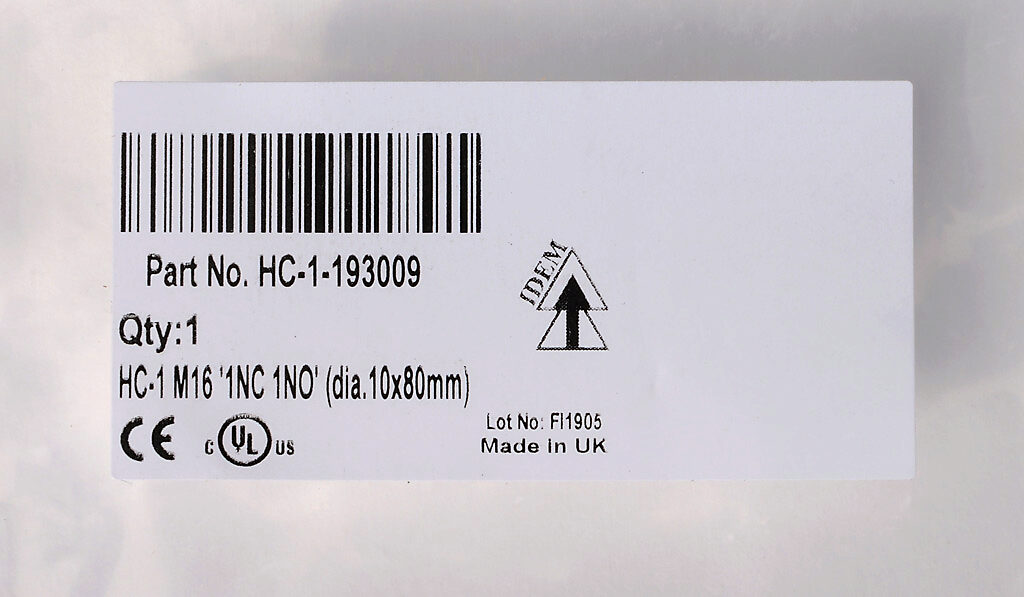 Part No. HC-1-193009
IDEM
Qty:1
HC-1 M16 '1NC 1NO' (dia.10x80mm)
CE
C UL US
Lot No: FI1905
Made in UK